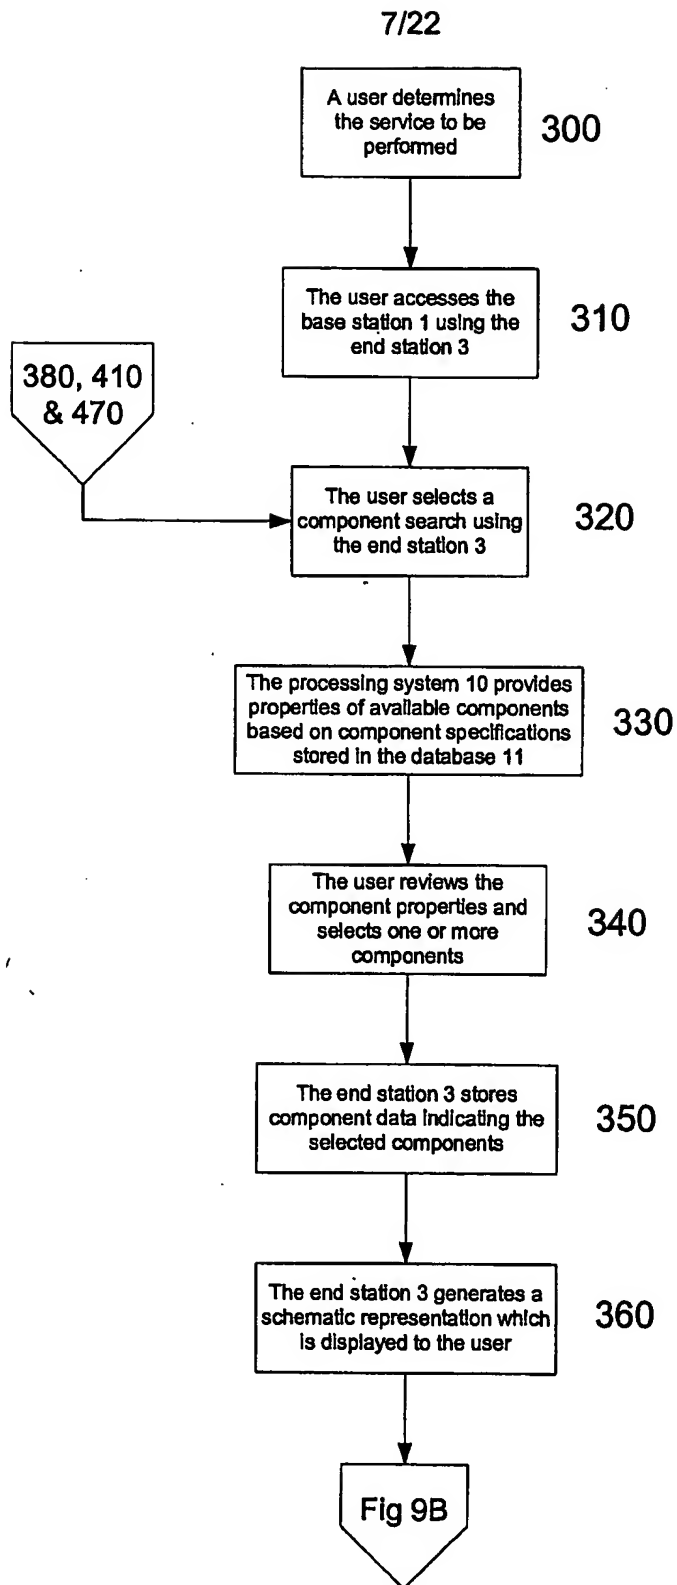 7/22
A user determines
the service to be
performed
300
The user accesses the
base station 1 using the
end station 3
310
380, 410
& 470
The user selects a
component search using
the end station 3
320
The processing system 10 provides
properties of available components
based on component specifications
stored in the database 11
330
The user reviews the
component properties and
selects one or more
components
340
The end station 3 stores
component data indicating the
selected components
350
The end station 3 generates a
schematic representation which
is displayed to the user
360
Fig 9B